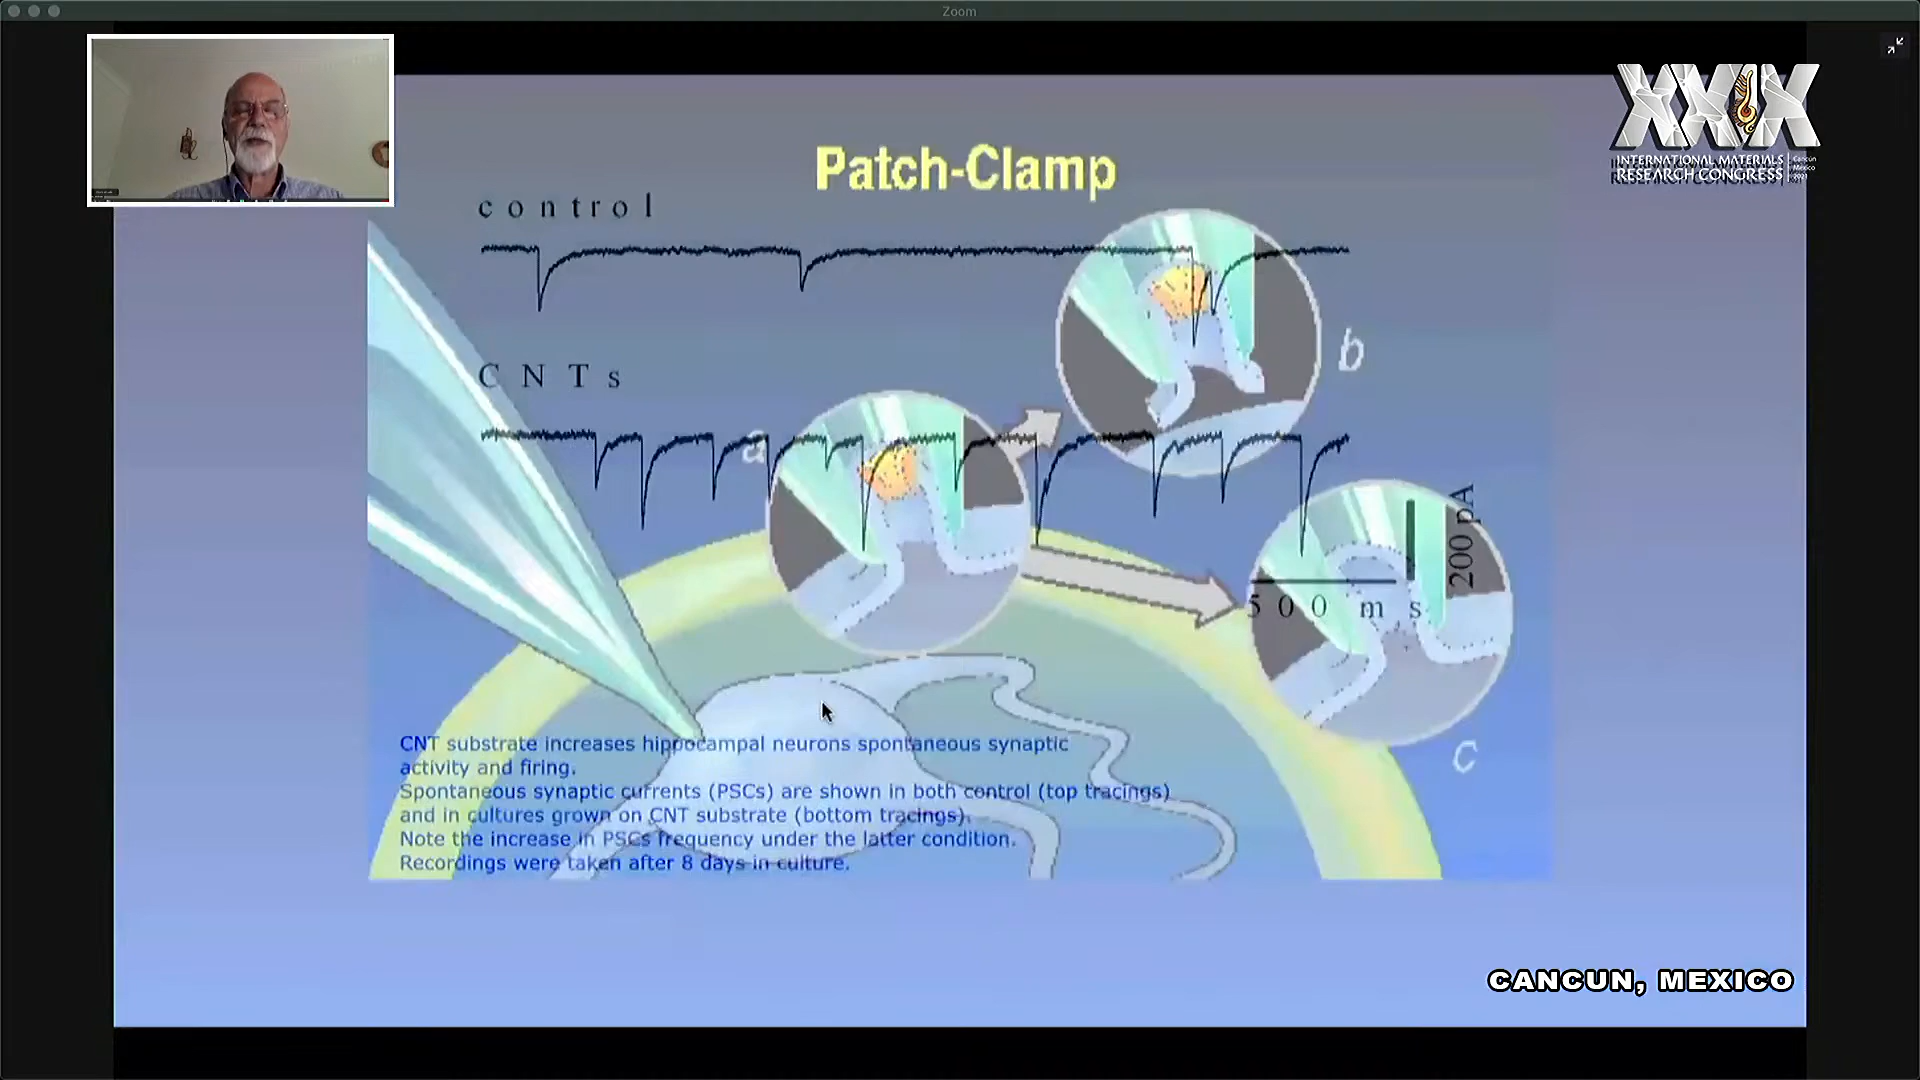 Zoom
XXIX
INTERNATIONAL MATERIALS
RESEARCH CONGRESS
Cancún
México
2021
Patch-Clamp
control
CNTs
a
b
c
200 pA
500 ms
CNT substrate increases hippocampal neurons spontaneous synaptic
activity and firing.
Spontaneous synaptic currents (PSCs) are shown in both control (top tracings)
and in cultures grown on CNT substrate (bottom tracings).
Note the increase in PSCs frequency under the latter condition.
Recordings were taken after 8 days in culture.
CANCUN, MEXICO